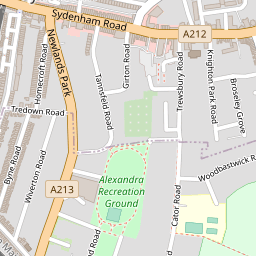 Sydenham Road
A212
Newlands Park
Homecroft Road
Girton Road
Tannsfeld Road
Trewsbury Road
Knighton Park Road
Broseley Grove
Tredown Road
Byne Road
Wiverton Road
Woodbastwick R
A213
Alexandra
Recreation
Ground
Cator Road
d Road